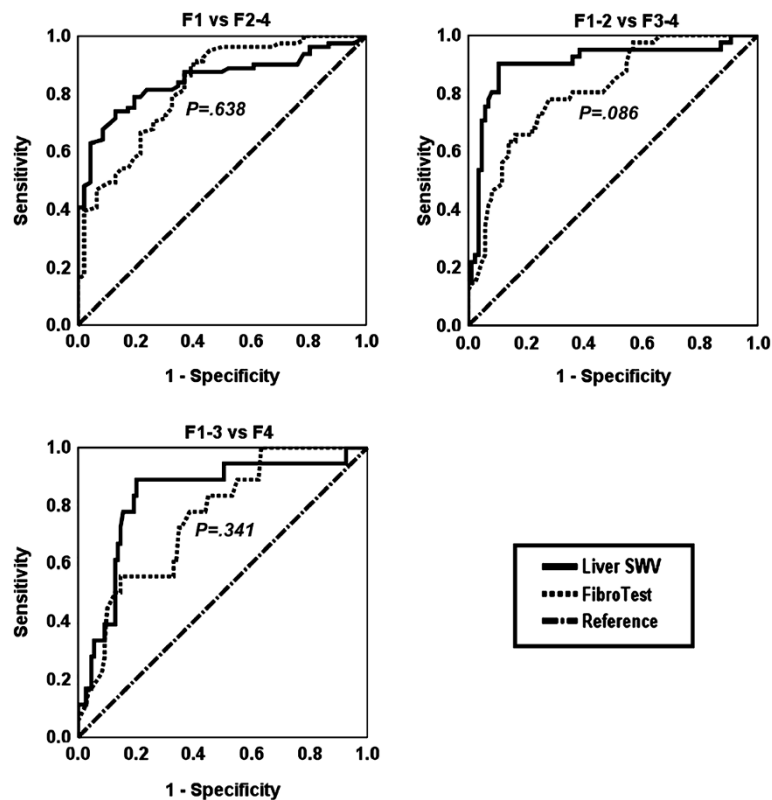 F1 vs F2-4
1.0
0.8
0.6
0.4
0.2
0.0
Sensitivity
P=.638
0.0 0.2 0.4 0.6 0.8 1.0
1 - Specificity
F1-2 vs F3-4
1.0
0.8
0.6
0.4
0.2
0.0
Sensitivity
P=.086
0.0 0.2 0.4 0.6 0.8 1.0
1 - Specificity
F1-3 vs F4
1.0
0.8
0.6
0.4
0.2
0.0
Sensitivity
P=.341
0.0 0.2 0.4 0.6 0.8 1.0
1 - Specificity
Liver SWV
FibroTest
Reference